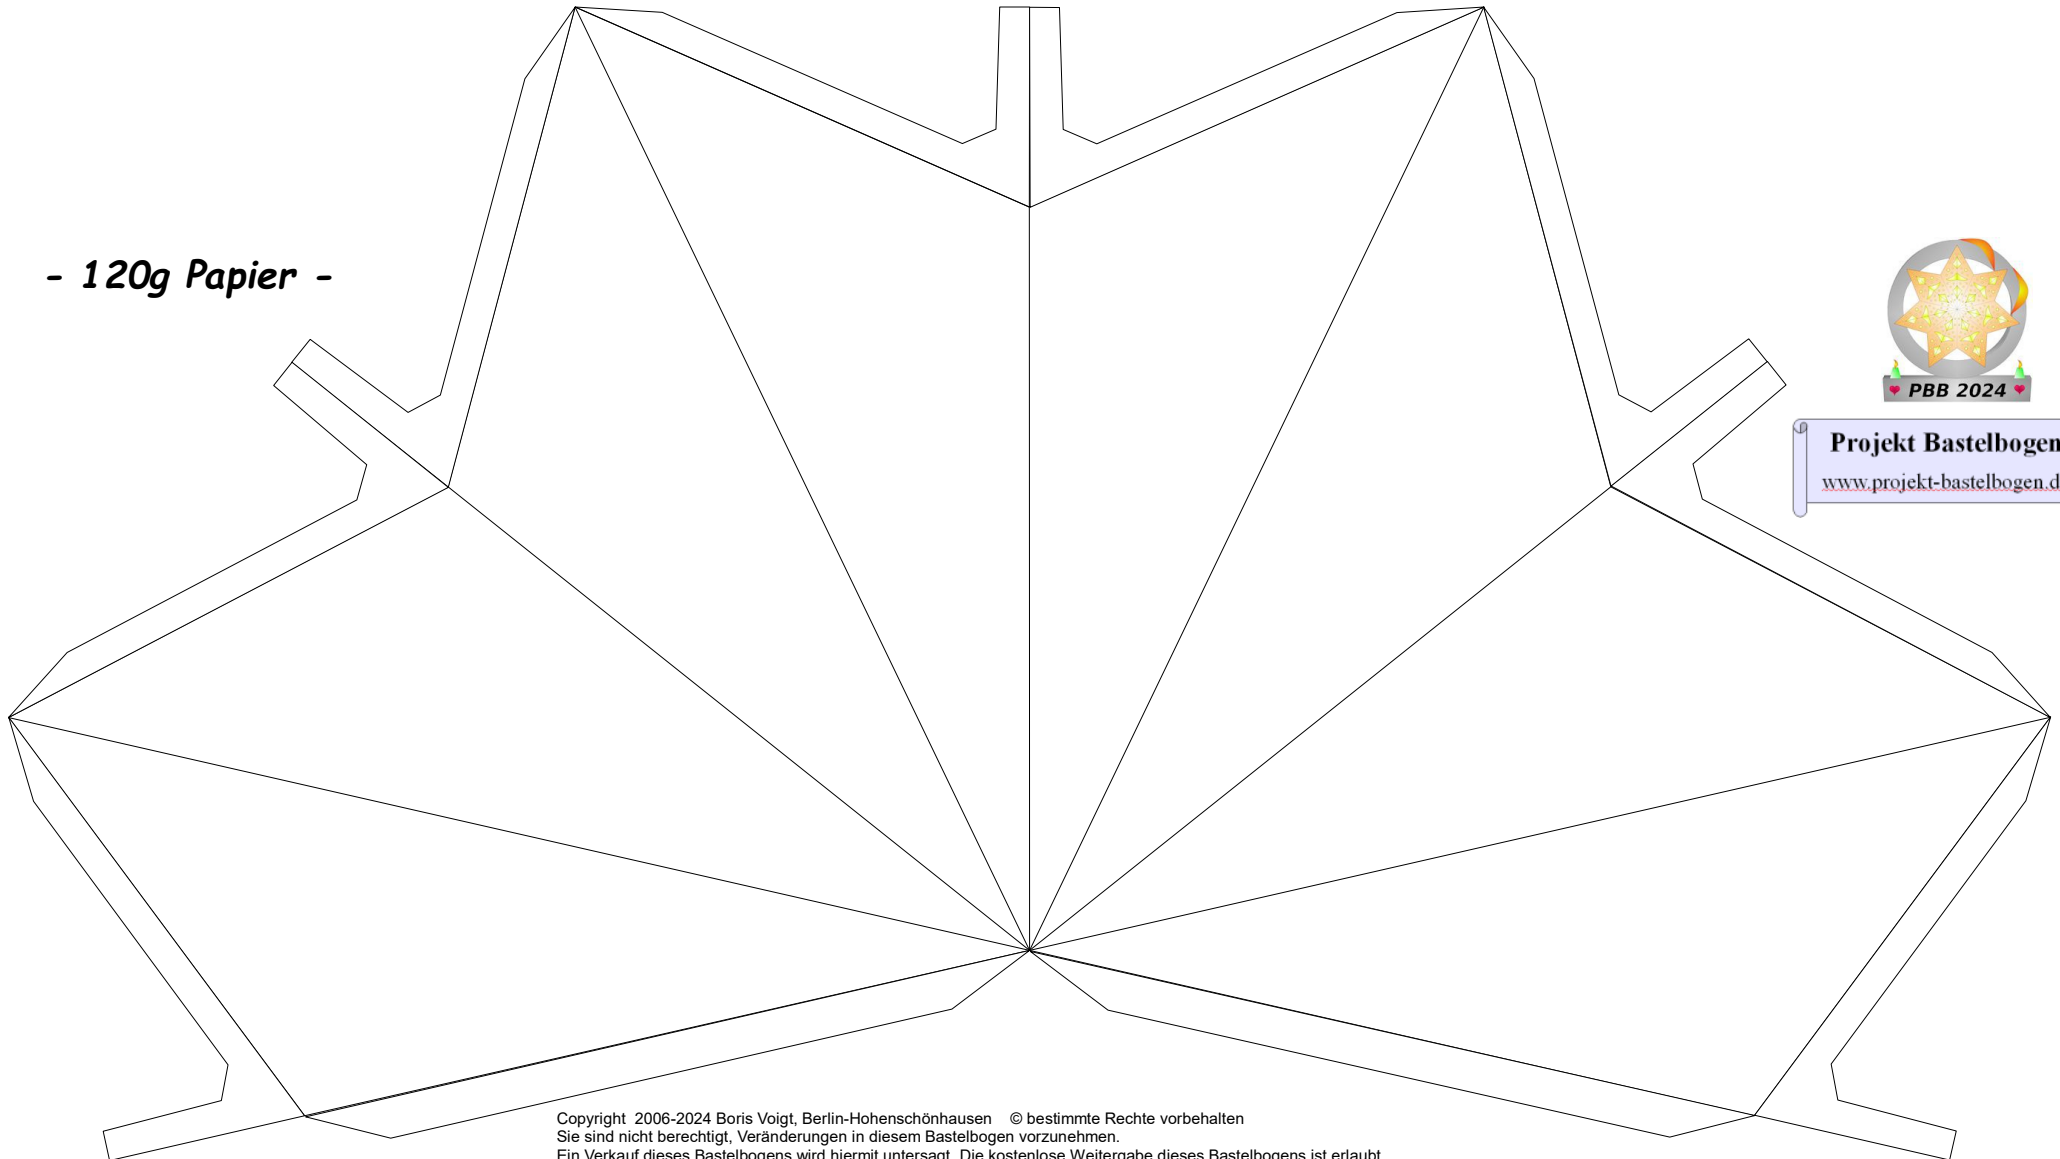 - 120g Papier -
PBB 2024
Projekt Bastelbogen
www.projekt-bastelbogen.d
Copyright 2006-2024 Boris Voigt, Berlin-Hohenschönhausen © bestimmte Rechte vorbehalten
Sie sind nicht berechtigt, Veränderungen in diesem Bastelbogen vorzunehmen.
Ein Verkauf dieses Bastelbogens wird hiermit untersagt. Die kostenlose Weitergabe dieses Bastelbogens ist erlaubt